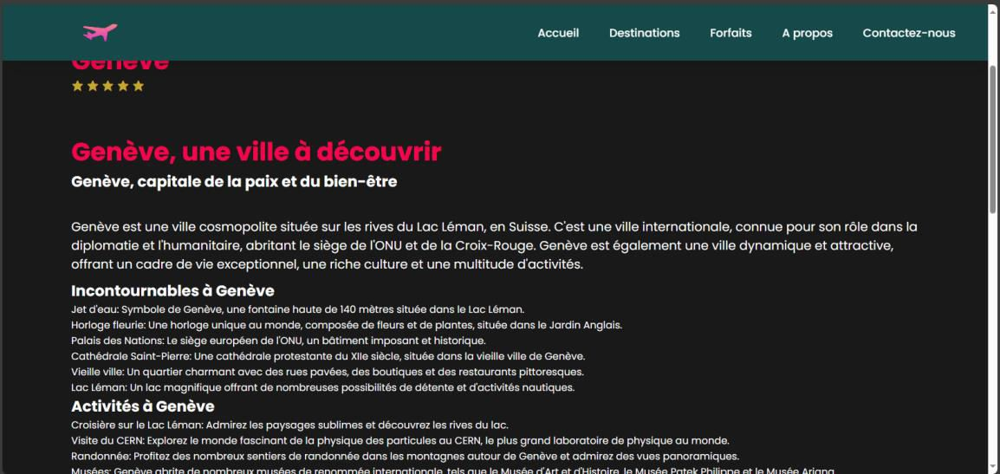 Accueil Destinations Forfaits A propos Contactez-nous
Genève
Genève, une ville à découvrir
Genève, capitale de la paix et du bien-être
Genève est une ville cosmopolite située sur les rives du Lac Léman, en Suisse. C'est une ville internationale, connue pour son rôle dans la
diplomatie et l'humanitaire, abritant le siège de l'ONU et de la Croix-Rouge. Genève est également une ville dynamique et attractive,
offrant un cadre de vie exceptionnel, une riche culture et une multitude d'activités.
Incontournables à Genève
Jet d'eau: Symbole de Genève, une fontaine haute de 140 mètres située dans le Lac Léman.
Horloge fleurie: Une horloge unique au monde, composée de fleurs et de plantes, située dans le Jardin Anglais.
Palais des Nations: Le siège européen de l'ONU, un bâtiment imposant et historique.
Cathédrale Saint-Pierre: Une cathédrale protestante du XIIe siècle, située dans la vieille ville de Genève.
Vieille ville: Un quartier charmant avec des rues pavées, des boutiques et des restaurants pittoresques.
Lac Léman: Un lac magnifique offrant de nombreuses possibilités de détente et d'activités nautiques.
Activités à Genève
Croisière sur le Lac Léman: Admirez les paysages sublimes et découvrez les rives du lac.
Visite du CERN: Explorez le monde fascinant de la physique des particules au CERN, le plus grand laboratoire de physique au monde.
Randonnée: Profitez des nombreux sentiers de randonnée dans les montagnes autour de Genève et admirez des vues panoramiques.
Musées: Genève abrite de nombreux musées de renommée internationale, tels que le Musée d'Art et d'Histoire, le Musée Patek Philippe et le Musée Ariana.